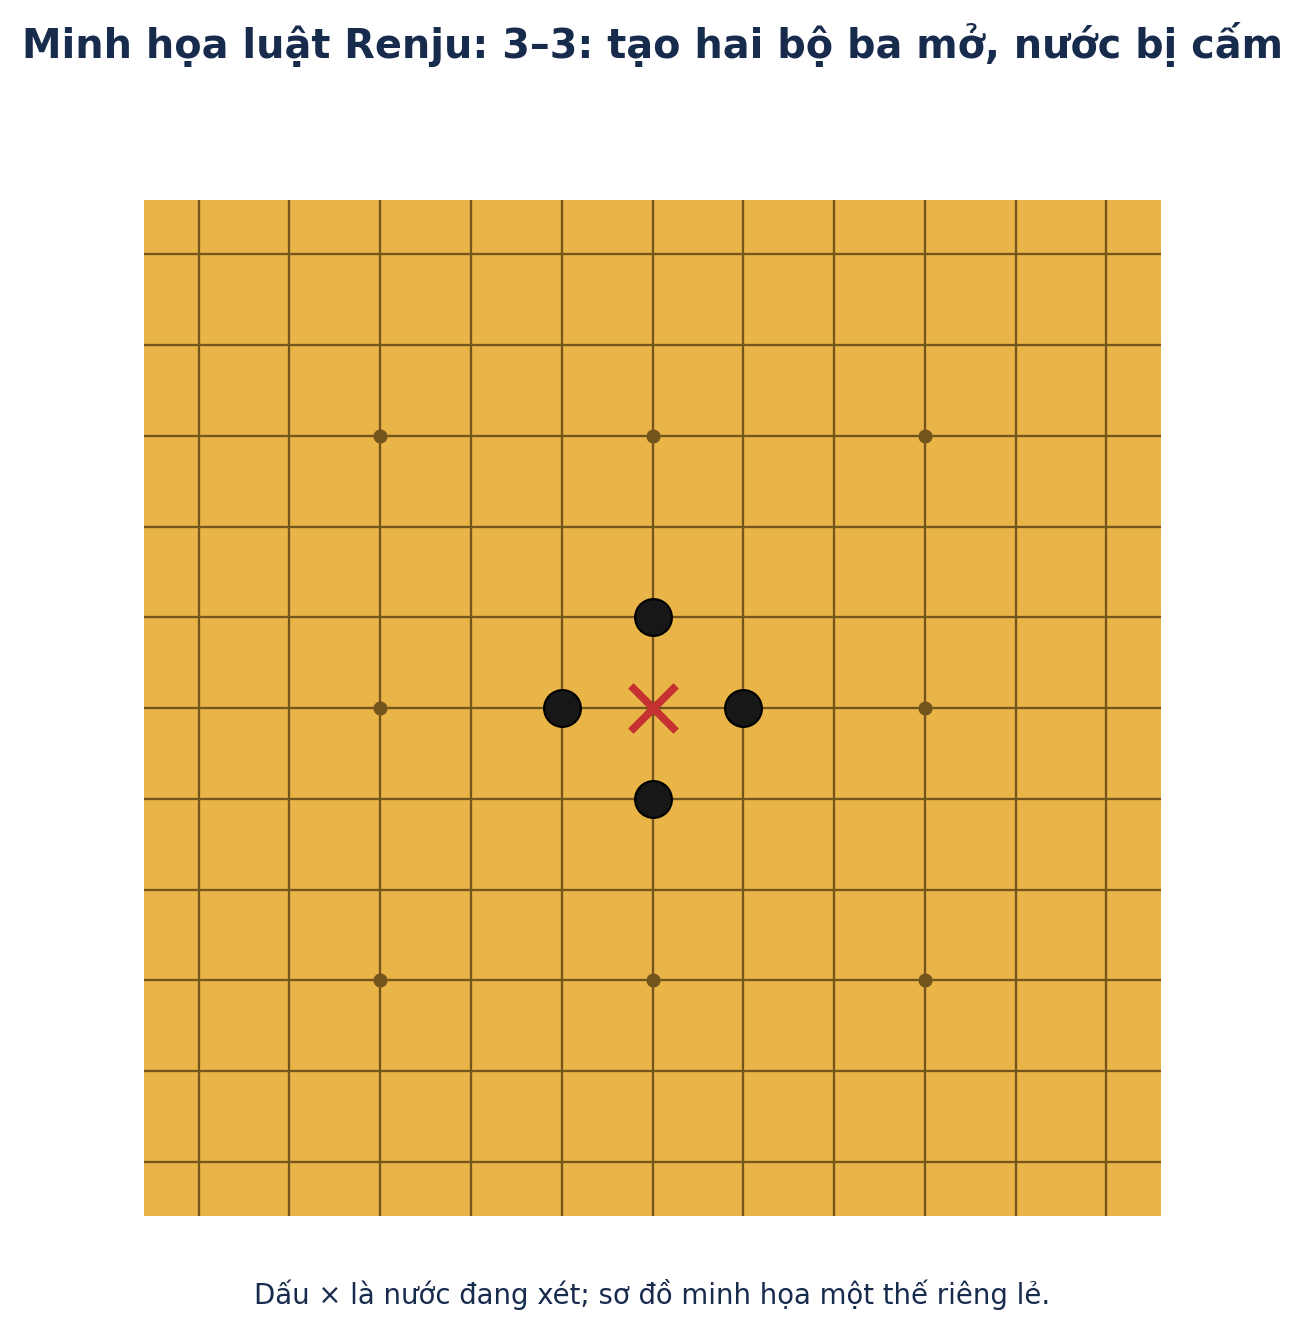 Minh họa luật Renju: 3–3: tạo hai bộ ba mở, nước bị cấm
Dấu × là nước đang xét; sơ đồ minh họa một thế riêng lẻ.